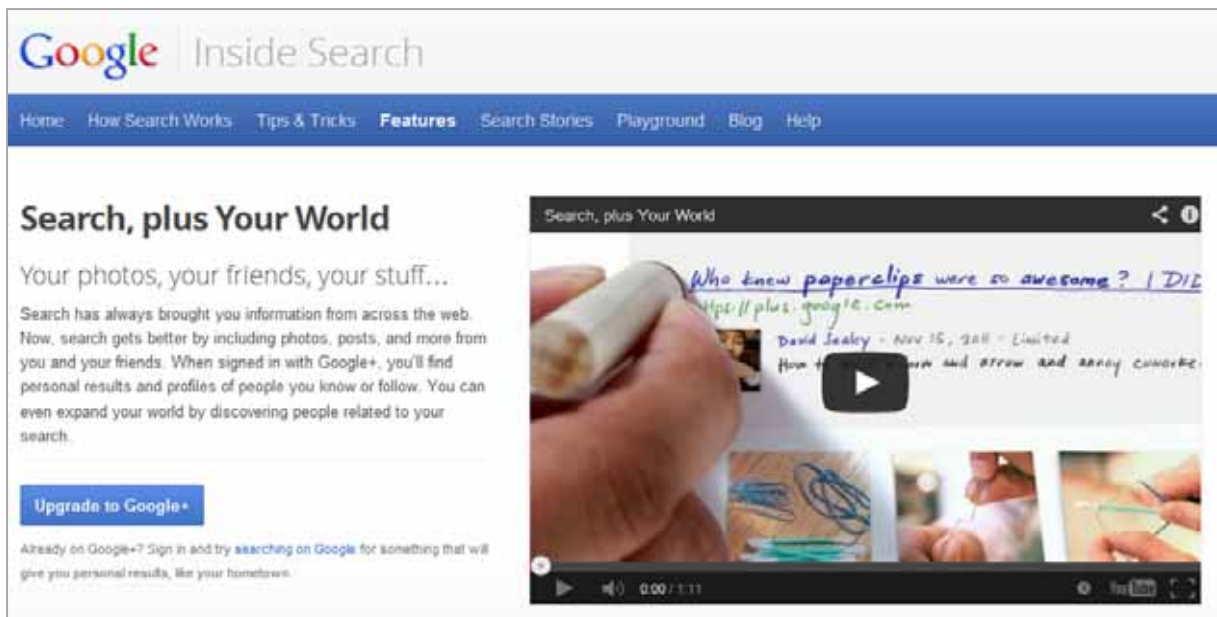 Google Inside Search
Home How Search Works Tips & Tricks Features Search Stories Playground Blog Help
Search, plus Your World
Your photos, your friends, your stuff...
Search has always brought you information from across the web.
Now, search gets better by including photos, posts, and more from
you and your friends. When signed in with Google+, you'll find
personal results and profiles of people you know or follow. You can
even expand your world by discovering people related to your
search.
Upgrade to Google+
Already on Google+? Sign in and try searching on Google for something that will
give you personal results, like your hometown.
Search, plus Your World
Who knew paperclips were so awesome? I DID
ttps://plus.google.com
David Sealey - Nov 15, 2011 - Limited
How and arrow and annoy coworke
0:00 / 1:11
YouTube